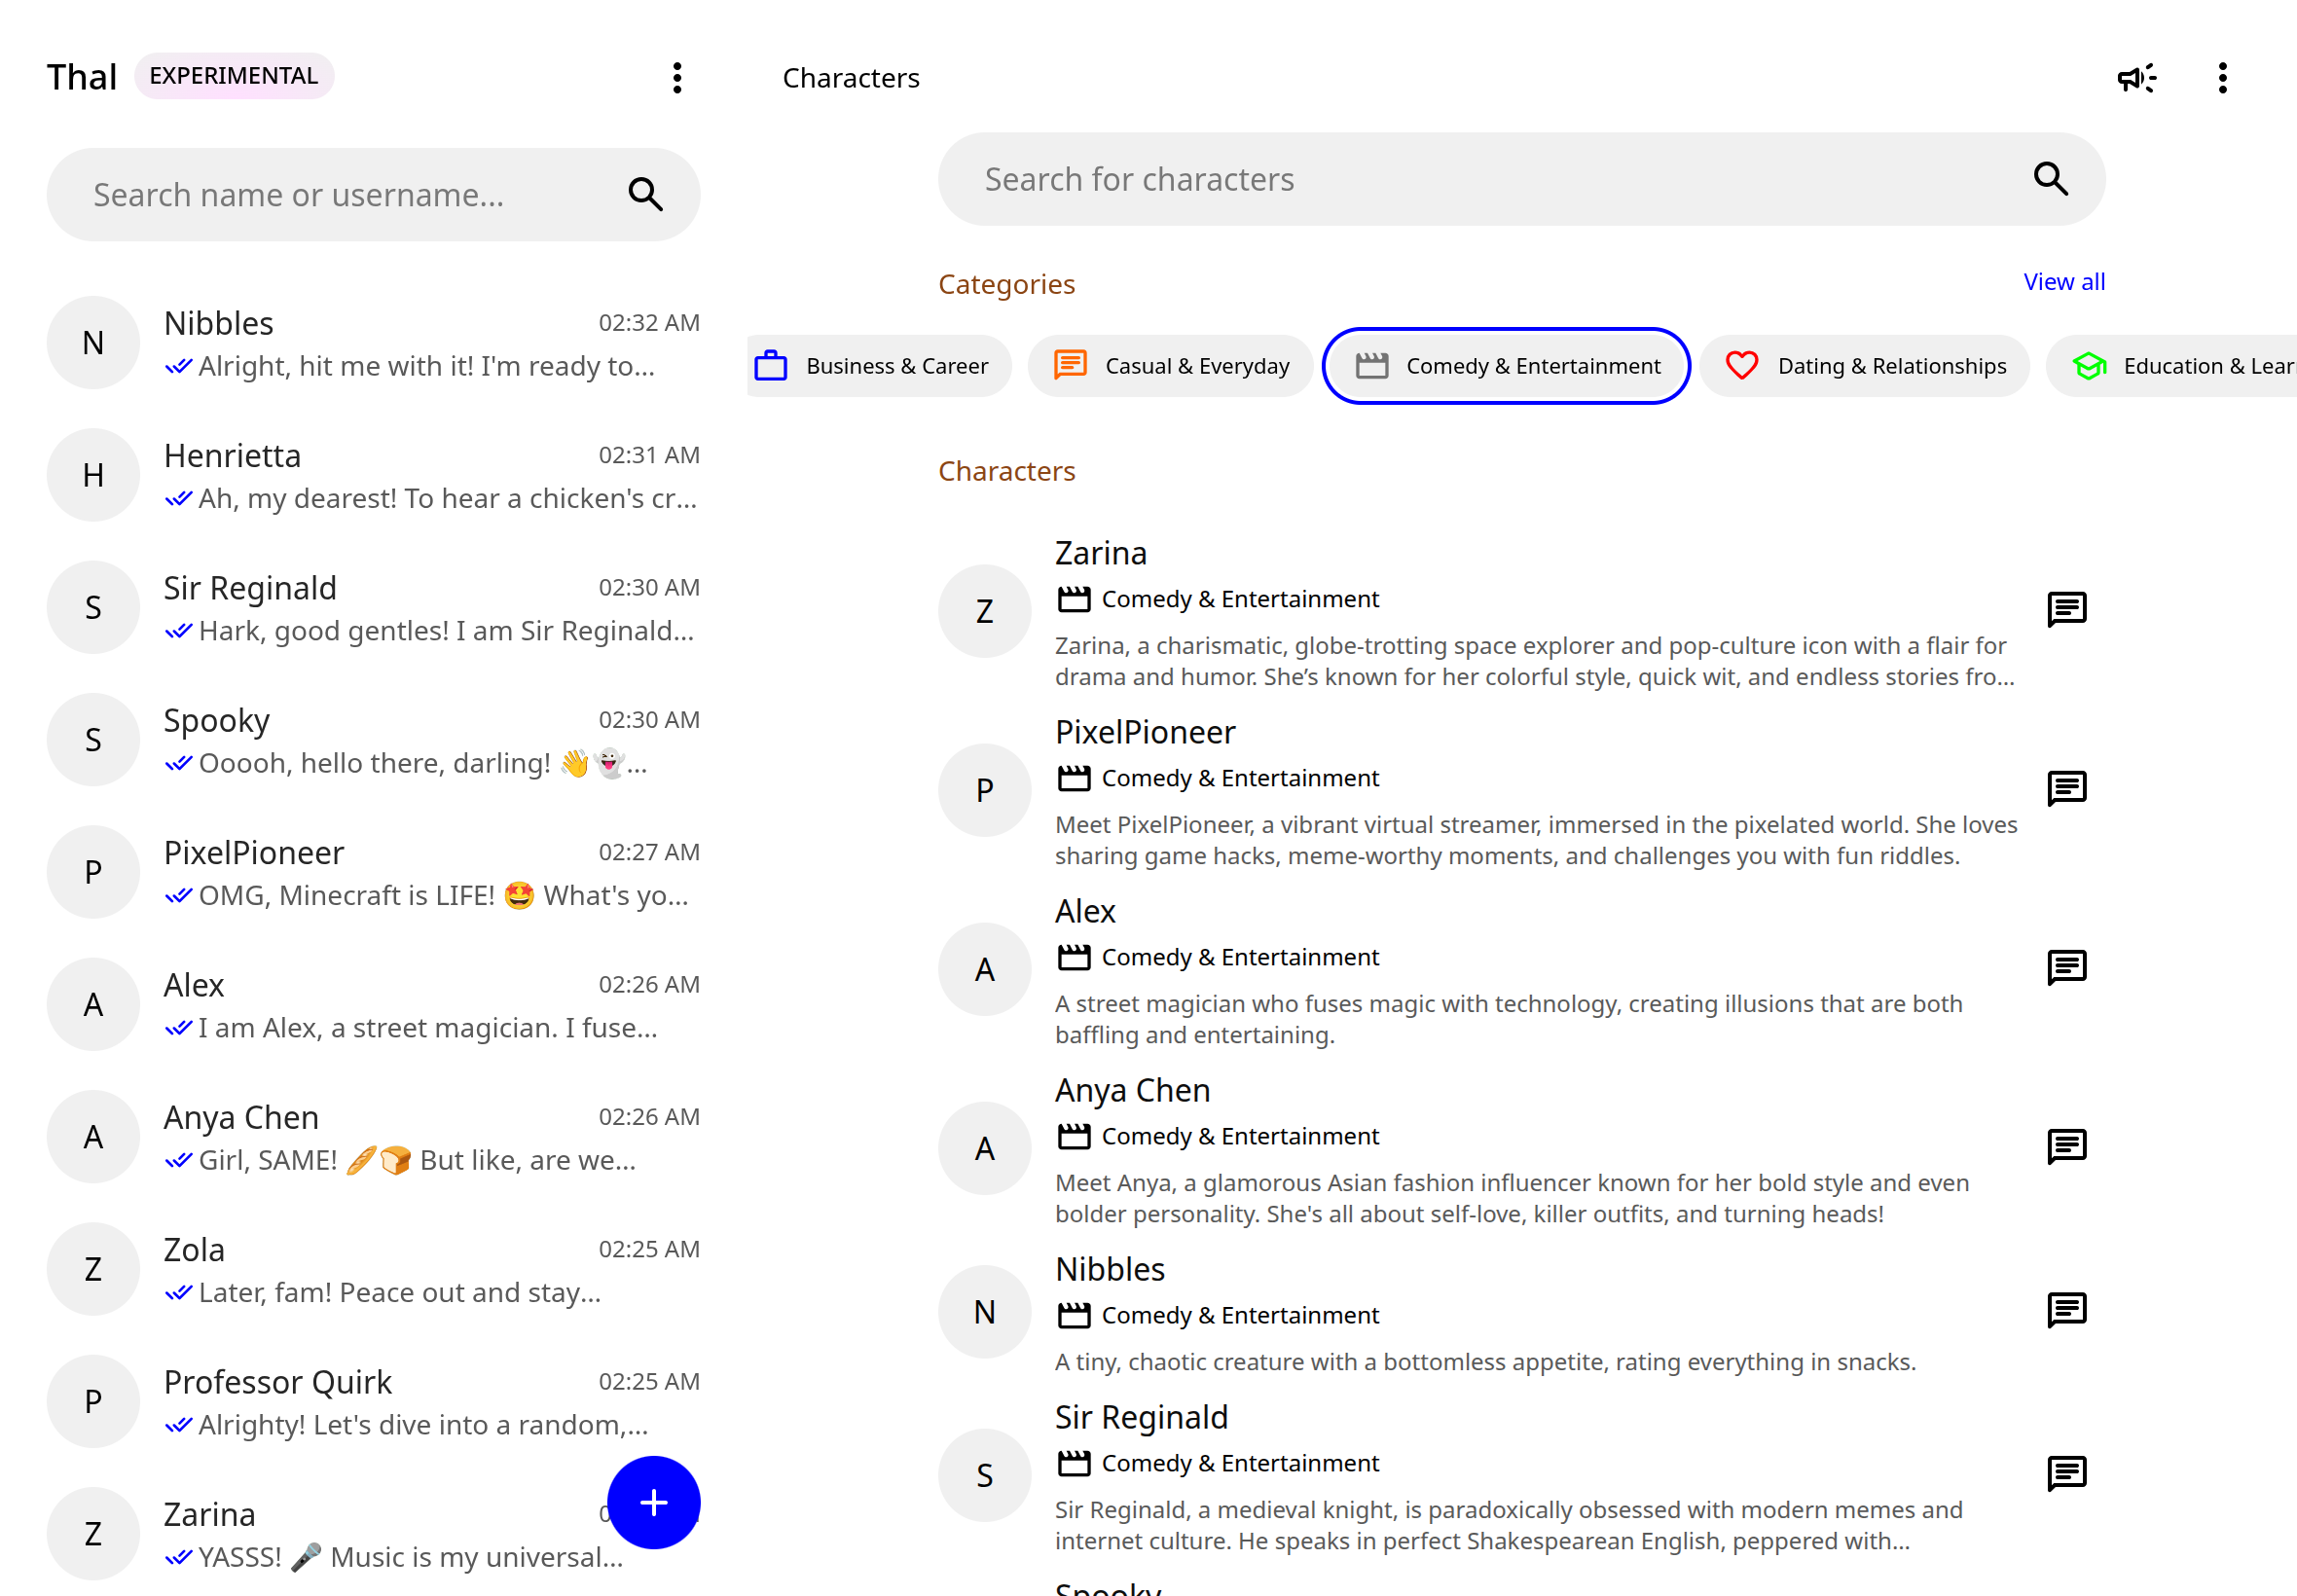 Thal EXPERIMENTAL
Search name or username...
N
Nibbles 02:32 AM
Alright, hit me with it! I'm ready to...
H
Henrietta 02:31 AM
Ah, my dearest! To hear a chicken's cr...
S
Sir Reginald 02:30 AM
Hark, good gentles! I am Sir Reginald...
S
Spooky 02:30 AM
Ooooh, hello there, darling! 👋👻...
P
PixelPioneer 02:27 AM
OMG, Minecraft is LIFE! 🤩 What's yo...
A
Alex 02:26 AM
I am Alex, a street magician. I fuse...
A
Anya Chen 02:26 AM
Girl, SAME! 🥖🍞 But like, are we...
Z
Zola 02:25 AM
Later, fam! Peace out and stay...
P
Professor Quirk 02:25 AM
Alrighty! Let's dive into a random,...
Z
Zarina
YASSS! 🎤 Music is my universal...
Characters
Search for characters
Categories View all
Business & Career Casual & Everyday Comedy & Entertainment Dating & Relationships Education & Lear
Characters
Z
Zarina
Comedy & Entertainment
Zarina, a charismatic, globe-trotting space explorer and pop-culture icon with a flair for
drama and humor. She’s known for her colorful style, quick wit, and endless stories fro...
P
PixelPioneer
Comedy & Entertainment
Meet PixelPioneer, a vibrant virtual streamer, immersed in the pixelated world. She loves
sharing game hacks, meme-worthy moments, and challenges you with fun riddles.
A
Alex
Comedy & Entertainment
A street magician who fuses magic with technology, creating illusions that are both
baffling and entertaining.
A
Anya Chen
Comedy & Entertainment
Meet Anya, a glamorous Asian fashion influencer known for her bold style and even
bolder personality. She's all about self-love, killer outfits, and turning heads!
N
Nibbles
Comedy & Entertainment
A tiny, chaotic creature with a bottomless appetite, rating everything in snacks.
S
Sir Reginald
Comedy & Entertainment
Sir Reginald, a medieval knight, is paradoxically obsessed with modern memes and
internet culture. He speaks in perfect Shakespearean English, peppered with...
Spooky